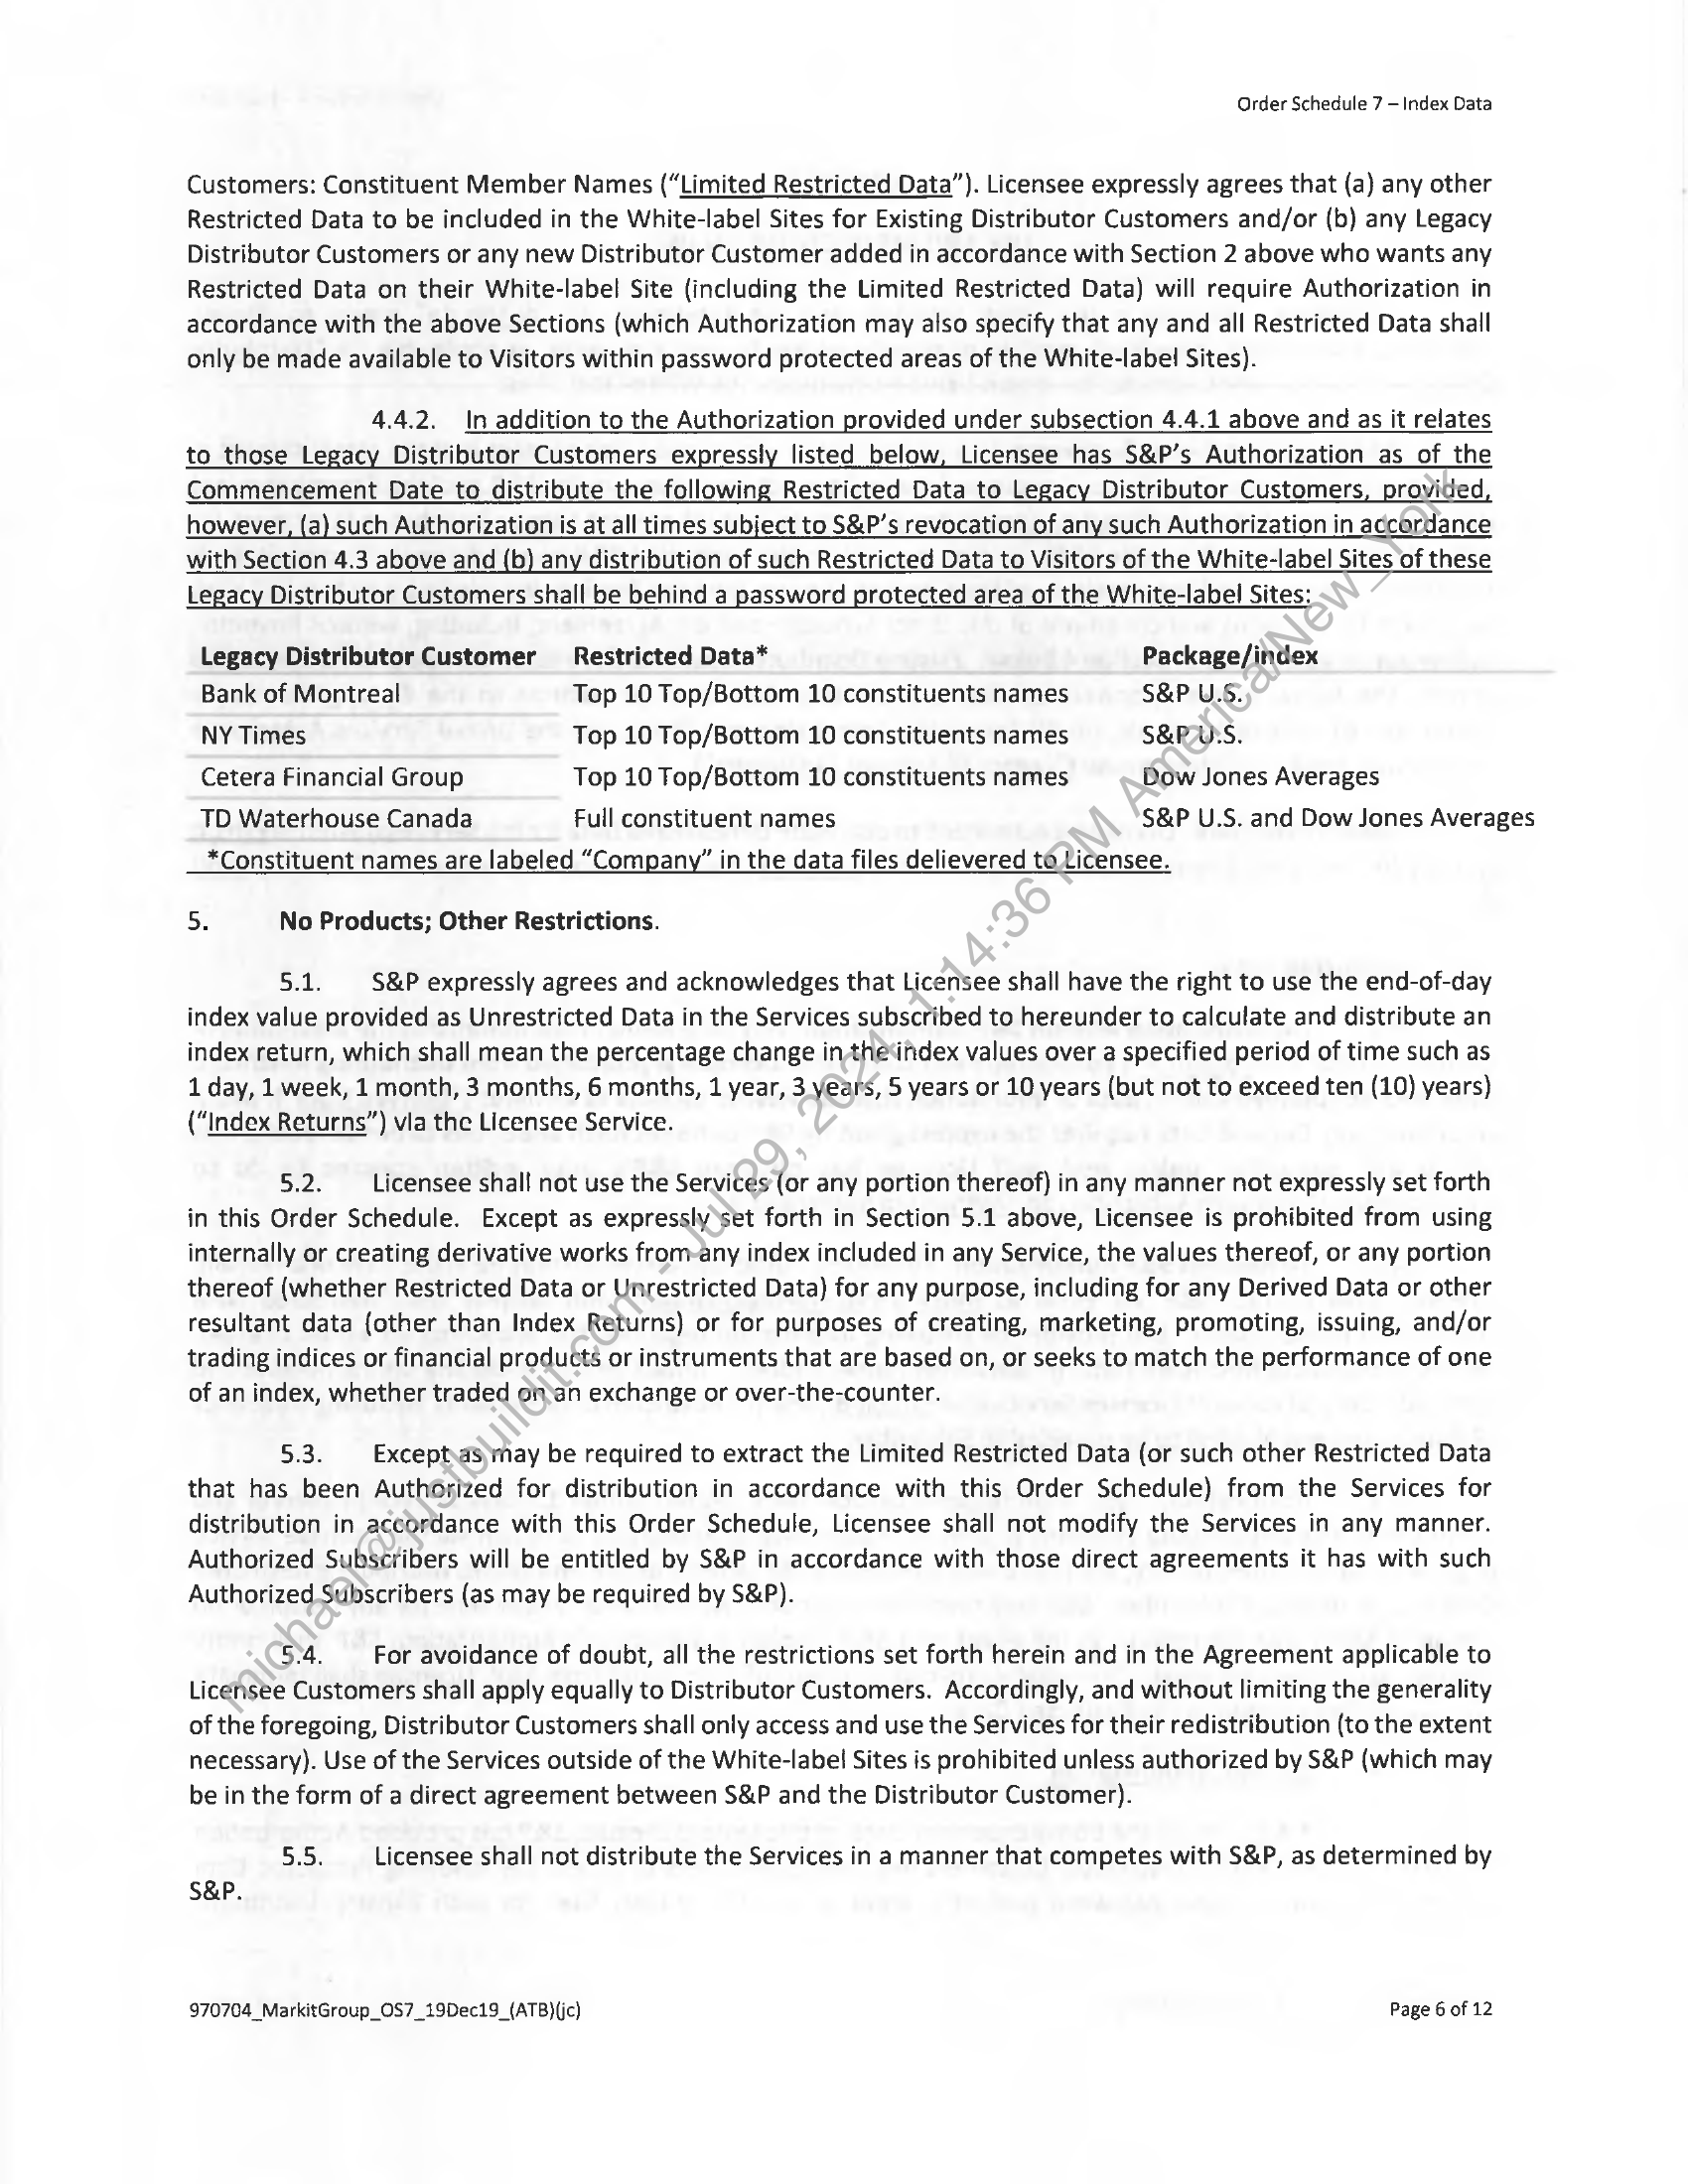 Order Schedule 7 – Index Data
Customers: Constituent Member Names (“Limited Restricted Data”). Licensee expressly agrees that (a) any other
Restricted Data to be included in the White-label Sites for Existing Distributor Customers and/or (b) any Legacy
Distributor Customers or any new Distributor Customer added in accordance with Section 2 above who wants any
Restricted Data on their White-label Site (including the Limited Restricted Data) will require Authorization in
accordance with the above Sections (which Authorization may also specify that any and all Restricted Data shall
only be made available to Visitors within password protected areas of the White-label Sites).
4.4.2. In addition to the Authorization provided under subsection 4.4.1 above and as it relates
to those Legacy Distributor Customers expressly listed below, Licensee has S&P’s Authorization as of the
Commencement Date to distribute the following Restricted Data to Legacy Distributor Customers, provided,
however, (a) such Authorization is at all times subject to S&P’s revocation of any such Authorization in accordance
with Section 4.3 above and (b) any distribution of such Restricted Data to Visitors of the White-label Sites of these
Legacy Distributor Customers shall be behind a password protected area of the White-label Sites:
Legacy Distributor Customer Restricted Data* Package/index
Bank of Montreal Top 10 Top/Bottom 10 constituents names S&P U.S.
NY Times Top 10 Top/Bottom 10 constituents names S&P U.S.
Cetera Financial Group Top 10 Top/Bottom 10 constituents names Dow Jones Averages
TD Waterhouse Canada Full constituent names S&P U.S. and Dow Jones Averages
*Constituent names are labeled “Company” in the data files delievered to Licensee.
5. No Products; Other Restrictions.
5.1. S&P expressly agrees and acknowledges that Licensee shall have the right to use the end-of-day
index value provided as Unrestricted Data in the Services subscribed to hereunder to calculate and distribute an
index return, which shall mean the percentage change in the index values over a specified period of time such as
1 day, 1 week, 1 month, 3 months, 6 months, 1 year, 3 years, 5 years or 10 years (but not to exceed ten (10) years)
(“Index Returns”) via the Licensee Service.
5.2. Licensee shall not use the Services (or any portion thereof) in any manner not expressly set forth
in this Order Schedule. Except as expressly set forth in Section 5.1 above, Licensee is prohibited from using
internally or creating derivative works from any index included in any Service, the values thereof, or any portion
thereof (whether Restricted Data or Unrestricted Data) for any purpose, including for any Derived Data or other
resultant data (other than Index Returns) or for purposes of creating, marketing, promoting, issuing, and/or
trading indices or financial products or instruments that are based on, or seeks to match the performance of one
of an index, whether traded on an exchange or over-the-counter.
5.3. Except as may be required to extract the Limited Restricted Data (or such other Restricted Data
that has been Authorized for distribution in accordance with this Order Schedule) from the Services for
distribution in accordance with this Order Schedule, Licensee shall not modify the Services in any manner.
Authorized Subscribers will be entitled by S&P in accordance with those direct agreements it has with such
Authorized Subscribers (as may be required by S&P).
5.4. For avoidance of doubt, all the restrictions set forth herein and in the Agreement applicable to
Licensee Customers shall apply equally to Distributor Customers. Accordingly, and without limiting the generality
of the foregoing, Distributor Customers shall only access and use the Services for their redistribution (to the extent
necessary). Use of the Services outside of the White-label Sites is prohibited unless authorized by S&P (which may
be in the form of a direct agreement between S&P and the Distributor Customer).
5.5. Licensee shall not distribute the Services in a manner that competes with S&P, as determined by
S&P.
970704_MarkitGroup_OS7_19Dec19_(ATB)(jc) Page 6 of 12
michael@justbuildit.com - Jul 29, 2024, 1:14:36 PM America/New_York